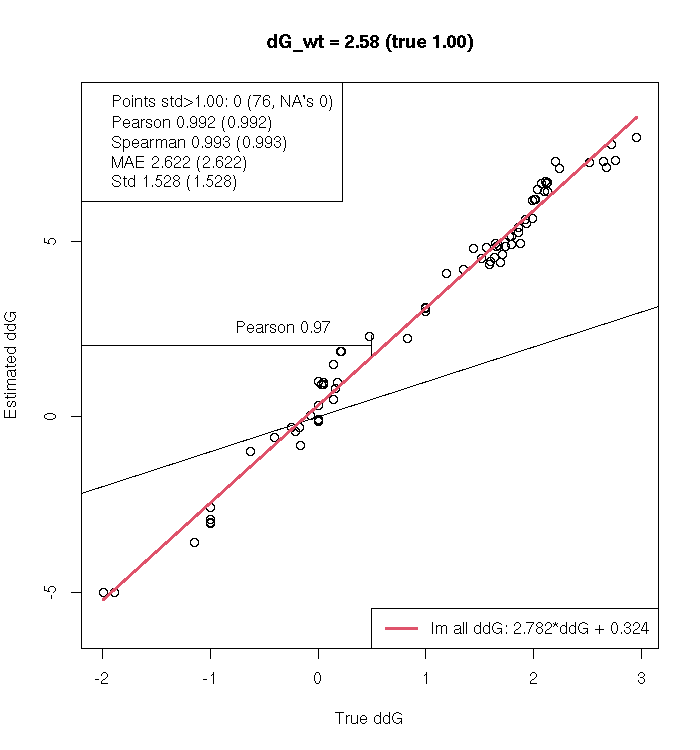 dG_wt = 2.58 (true 1.00)
Points std>1.00: 0 (76, NA's 0)
Pearson 0.992 (0.992)
Spearman 0.993 (0.993)
MAE 2.622 (2.622)
Std 1.528 (1.528)
Pearson 0.97
Estimated ddG
5
0
-5
lm all ddG: 2.782*ddG + 0.324
-2 -1 0 1 2 3
True ddG